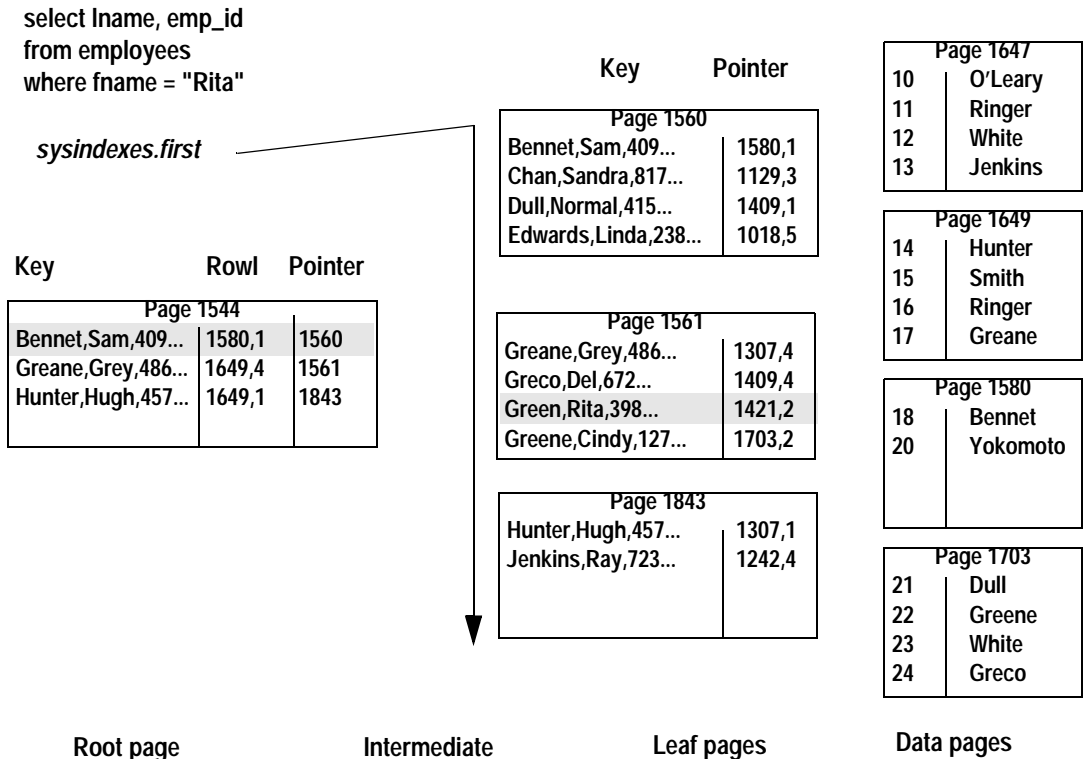 select lname, emp_id
from employees
where fname = "Rita"
sysindexes.first
Key Rowl Pointer
Page 1544
Bennet,Sam,409... 1580,1 1560
Greane,Grey,486... 1649,4 1561
Hunter,Hugh,457... 1649,1 1843
Key Pointer
Page 1560
Bennet,Sam,409... 1580,1
Chan,Sandra,817... 1129,3
Dull,Normal,415... 1409,1
Edwards,Linda,238... 1018,5
Page 1561
Greane,Grey,486... 1307,4
Greco,Del,672... 1409,4
Green,Rita,398... 1421,2
Greene,Cindy,127... 1703,2
Page 1843
Hunter,Hugh,457... 1307,1
Jenkins,Ray,723... 1242,4
Page 1647
10 O’Leary
11 Ringer
12 White
13 Jenkins
Page 1649
14 Hunter
15 Smith
16 Ringer
17 Greane
Page 1580
18 Bennet
20 Yokomoto
Page 1703
21 Dull
22 Greene
23 White
24 Greco
Root page Intermediate Leaf pages Data pages